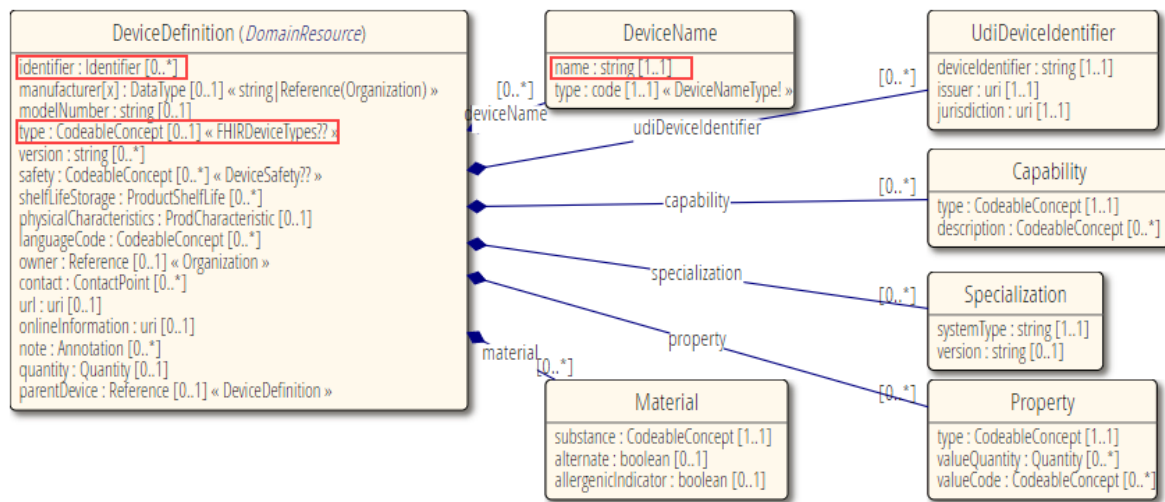 DeviceDefinition (DomainResource)
identifier : Identifier [0..*]
manufacturer[x] : DataType [0..1] « string|Reference(Organization) »
modelNumber : string [0..1]
type : CodeableConcept [0..1] « FHIRDeviceTypes?? »
version : string [0..*]
safety : CodeableConcept [0..*] « DeviceSafety?? »
shelfLifeStorage : ProductShelfLife [0..*]
physicalCharacteristics : ProdCharacteristic [0..1]
languageCode : CodeableConcept [0..*]
owner : Reference [0..1] « Organization »
contact : ContactPoint [0..*]
url : uri [0..1]
onlineInformation : uri [0..1]
note : Annotation [0..*]
quantity : Quantity [0..1]
parentDevice : Reference [0..1] « DeviceDefinition »
DeviceName
name : string [1..1]
type : code [1..1] « DeviceNameType! »
[0..*]
deviceName
UdiDeviceIdentifier
deviceIdentifier : string [1..1]
issuer : uri [1..1]
jurisdiction : uri [1..1]
[0..*]
udiDeviceIdentifier
Capability
type : CodeableConcept [1..1]
description : CodeableConcept [0..*]
[0..*]
capability
Specialization
systemType : string [1..1]
version : string [0..1]
[0..*]
specialization
Property
type : CodeableConcept [1..1]
valueQuantity : Quantity [0..*]
valueCode : CodeableConcept [0..*]
[0..*]
property
Material
substance : CodeableConcept [1..1]
alternate : boolean [0..1]
allergenicIndicator : boolean [0..1]
[0..*]
material